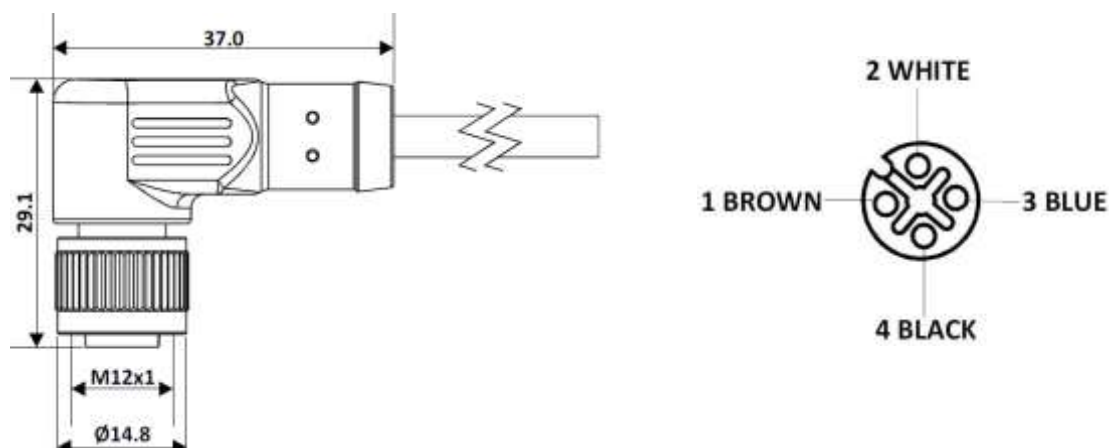 37.0
29.1
M12x1
Ø14.8
2 WHITE
1 BROWN
3 BLUE
4 BLACK